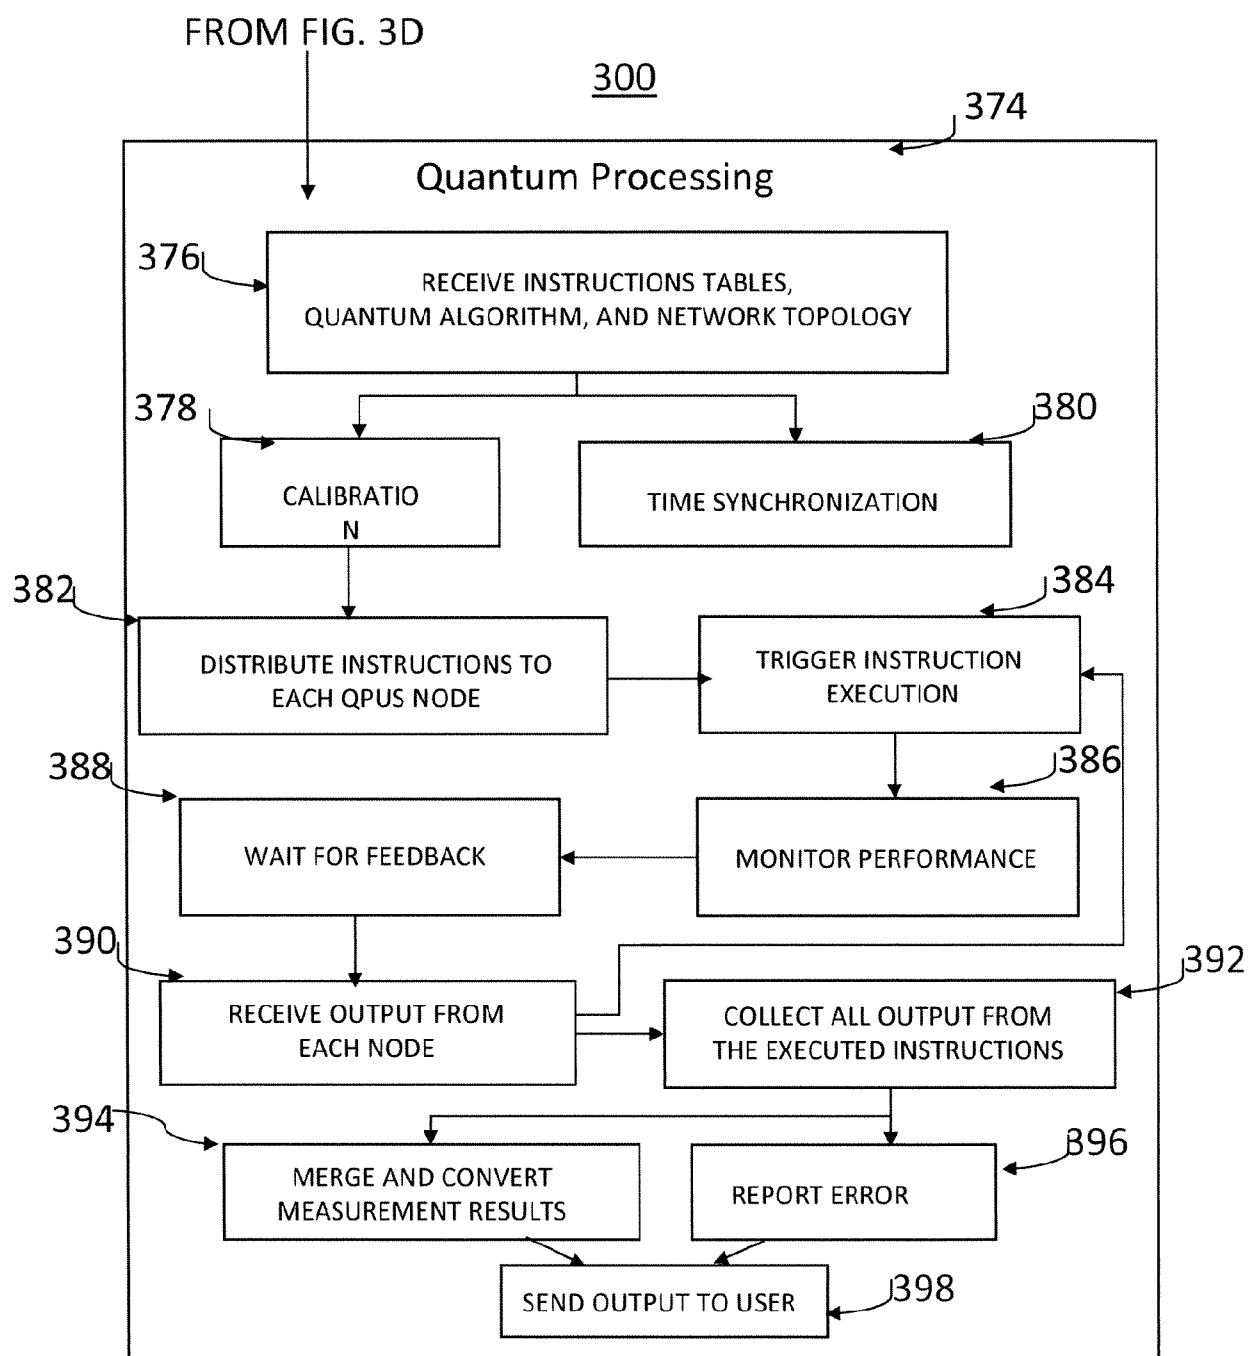 FROM FIG. 3D
300
374
Quantum Processing
376
RECEIVE INSTRUCTIONS TABLES,
QUANTUM ALGORITHM, AND NETWORK TOPOLOGY
378
380
CALIBRATIO
N
TIME SYNCHRONIZATION
382
384
DISTRIBUTE INSTRUCTIONS TO
EACH QPUS NODE
TRIGGER INSTRUCTION
EXECUTION
388
386
WAIT FOR FEEDBACK
MONITOR PERFORMANCE
390
392
RECEIVE OUTPUT FROM
EACH NODE
COLLECT ALL OUTPUT FROM
THE EXECUTED INSTRUCTIONS
394
396
MERGE AND CONVERT
MEASUREMENT RESULTS
REPORT ERROR
398
SEND OUTPUT TO USER